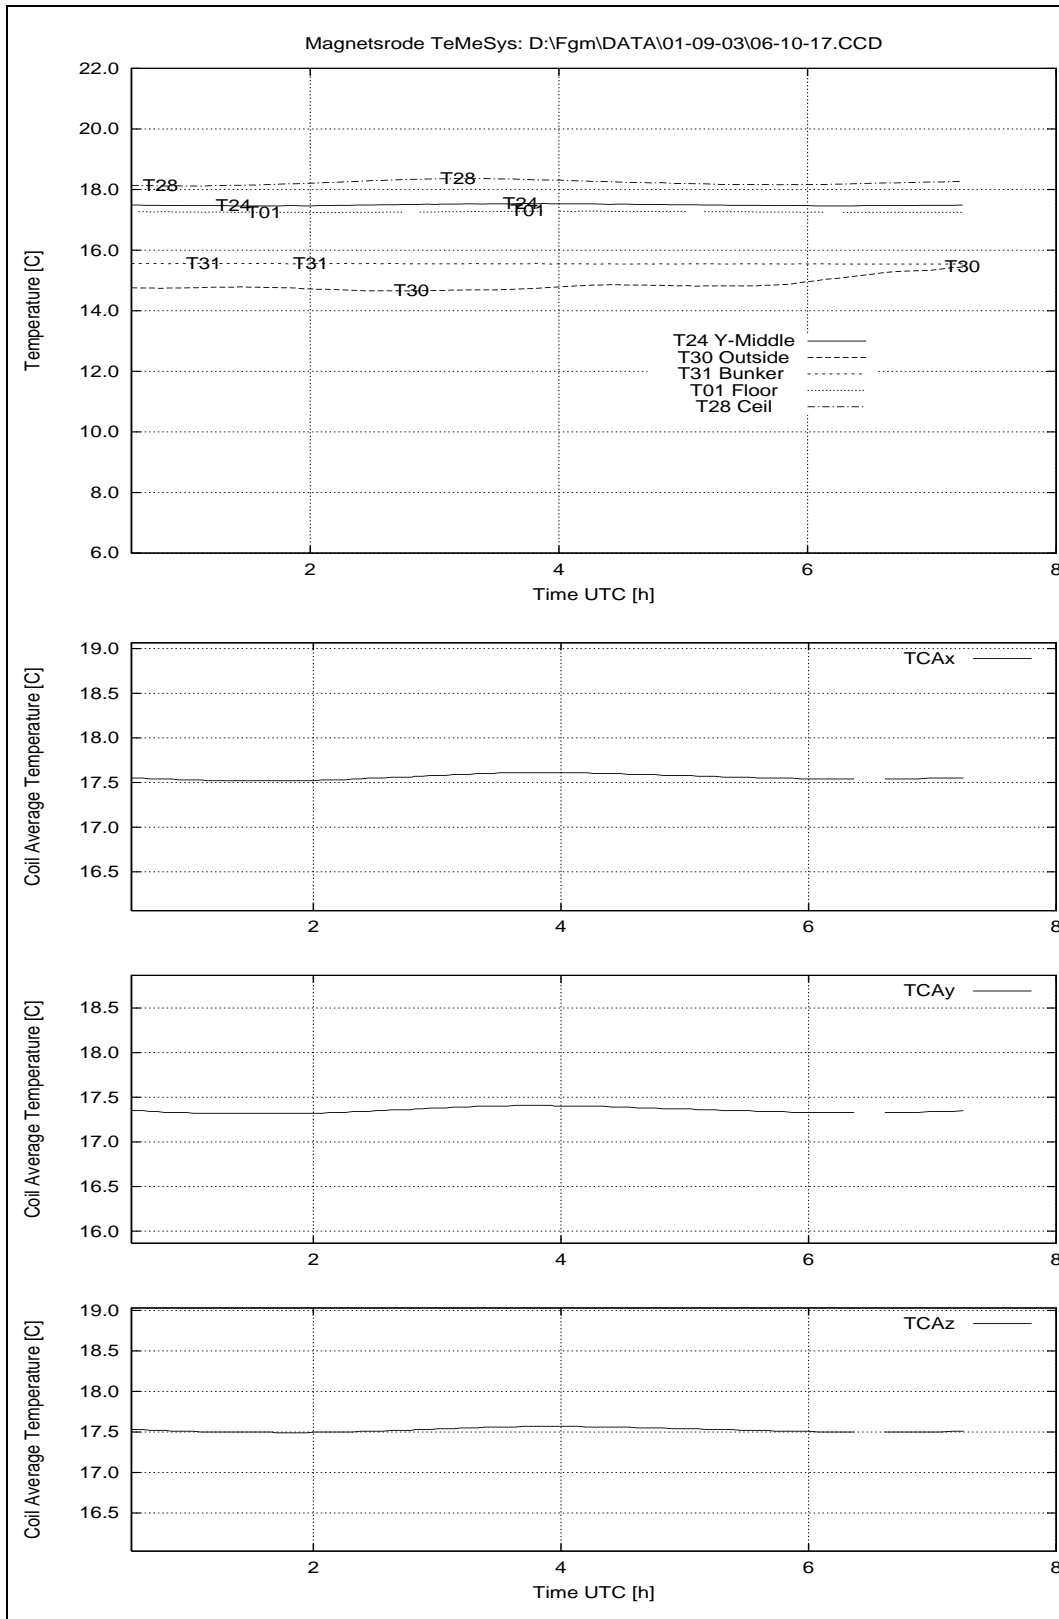 Magnetsrode TeMeSys: D:\Fgm\DATA\01-09-03\06-10-17.CCD
Temperature [C]
22.0
20.0
18.0
16.0
14.0
12.0
10.0
8.0
6.0
T28 T28
T24 T24
T01 T01
T31 T31
T30 T30
T24 Y-Middle
T30 Outside
T31 Bunker
T01 Floor
T28 Ceil
2 4 6 8
Time UTC [h]
Coil Average Temperature [C]
19.0
18.5
18.0
17.5
17.0
16.5
TCAx
2 4 6 8
Coil Average Temperature [C]
18.5
18.0
17.5
17.0
16.5
16.0
TCAy
2 4 6 8
Coil Average Temperature [C]
19.0
18.5
18.0
17.5
17.0
16.5
TCAz
2 4 6 8
Time UTC [h]